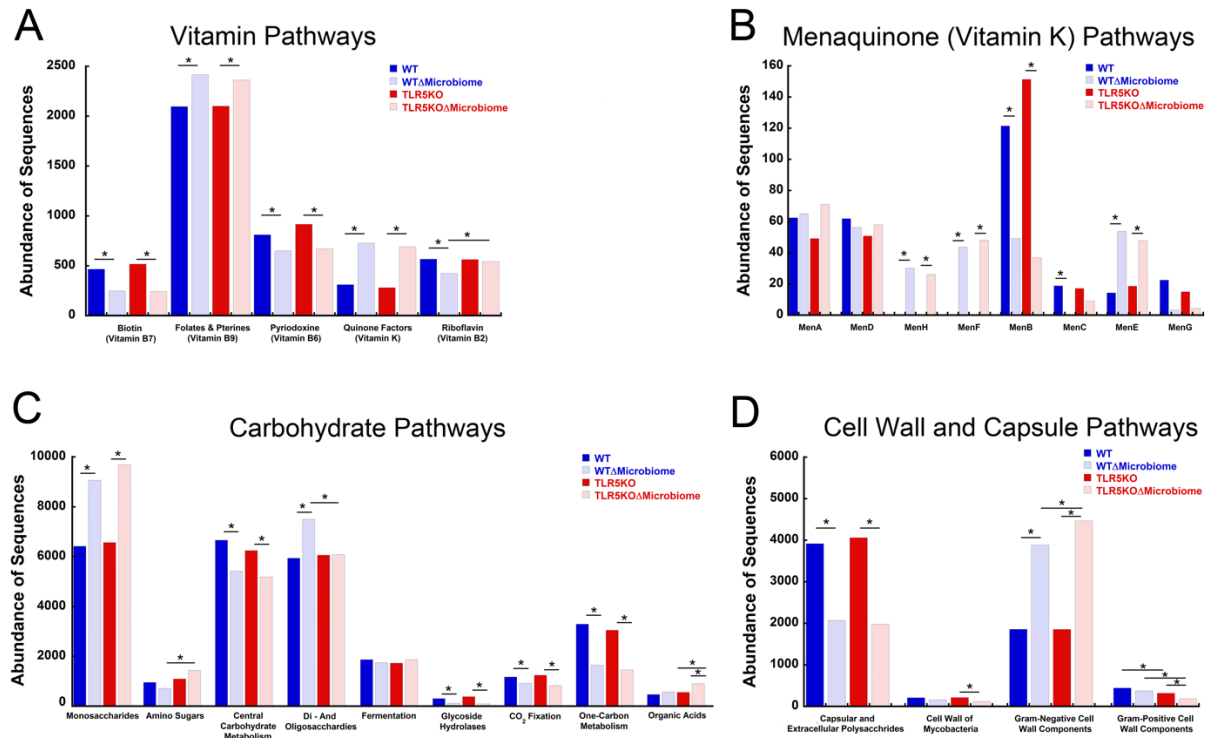 A
Vitamin Pathways
Abundance of Sequences
3000
2500
2000
1500
1000
500
0
WT
WTΔMicrobiome
TLR5KO
TLR5KOΔMicrobiome
* * * * * * * * * *
Biotin
(Vitamin B7)
Folates & Pterines
(Vitamin B9)
Pyriodoxine
(Vitamin B6)
Quinone Factors
(Vitamin K)
Riboflavin
(Vitamin B2)
B
Menaquinone (Vitamin K) Pathways
Abundance of Sequences
160
140
120
100
80
60
40
20
0
WT
WTΔMicrobiome
TLR5KO
TLR5KOΔMicrobiome
* * * * * * * * *
MenA MenD MenH MenF MenB MenC MenE MenG
C
Carbohydrate Pathways
Abundance of Sequences
10000
8000
6000
4000
2000
0
WT
WTΔMicrobiome
TLR5KO
TLR5KOΔMicrobiome
* * * * * * * * * * * * * * *
Monosaccharides
Amino Sugars
Central
Carbohydrate
Metabolism
Di - And
Oligosaccardies
Fermentation
Glycoside
Hydrolases
CO2 Fixation
One-Carbon
Metabolism
Organic Acids
D
Cell Wall and Capsule Pathways
Abundance of Sequences
6000
5000
4000
3000
2000
1000
0
WT
WTΔMicrobiome
TLR5KO
TLR5KOΔMicrobiome
* * * * * * * * *
Capsular and
Extracellular Polysacchrides
Cell Wall of
Mycobacteria
Gram-Negative Cell
Wall Components
Gram-Positive Cell
Wall Components